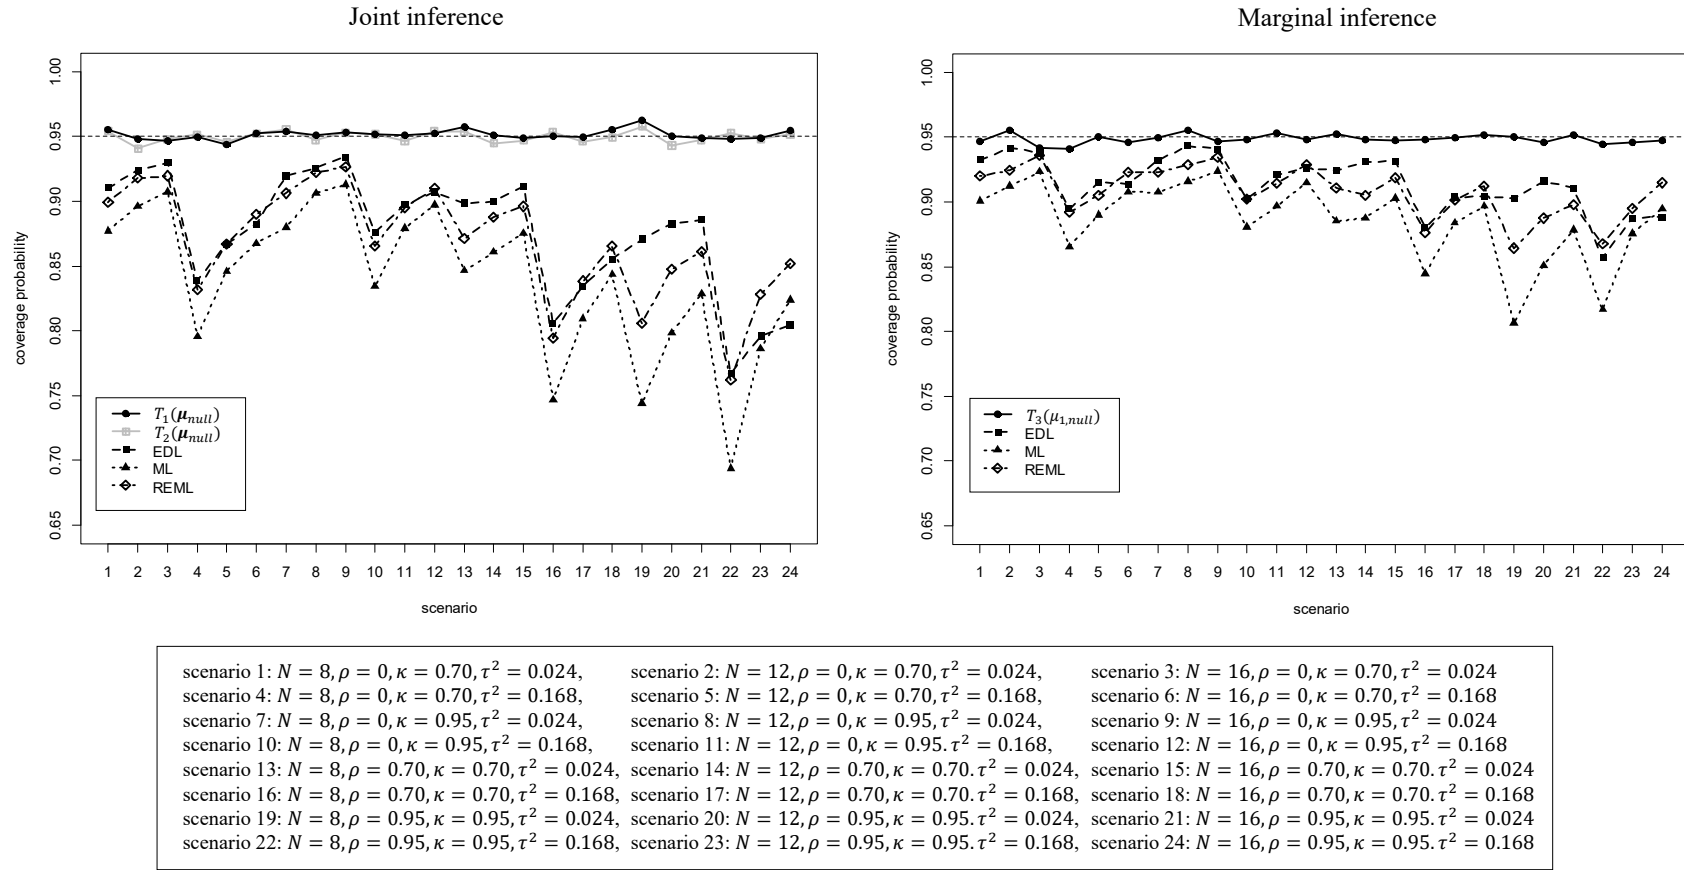 Joint inference
coverage probability
1.00
0.95
0.90
0.85
0.80
0.75
0.70
0.65
T₁(μₙᵤₗₗ)
T₂(μₙᵤₗₗ)
EDL
ML
REML
1 2 3 4 5 6 7 8 9 10 11 12 13 14 15 16 17 18 19 20 21 22 23 24
scenario
Marginal inference
coverage probability
1.00
0.95
0.90
0.85
0.80
0.75
0.70
0.65
T₃(μ₁,ₙᵤₗₗ)
EDL
ML
REML
1 2 3 4 5 6 7 8 9 10 11 12 13 14 15 16 17 18 19 20 21 22 23 24
scenario
scenario 1: N = 8, ρ = 0, κ = 0.70, τ² = 0.024, scenario 2: N = 12, ρ = 0, κ = 0.70, τ² = 0.024, scenario 3: N = 16, ρ = 0, κ = 0.70, τ² = 0.024
scenario 4: N = 8, ρ = 0, κ = 0.70, τ² = 0.168, scenario 5: N = 12, ρ = 0, κ = 0.70, τ² = 0.168, scenario 6: N = 16, ρ = 0, κ = 0.70, τ² = 0.168
scenario 7: N = 8, ρ = 0, κ = 0.95, τ² = 0.024, scenario 8: N = 12, ρ = 0, κ = 0.95, τ² = 0.024, scenario 9: N = 16, ρ = 0, κ = 0.95, τ² = 0.024
scenario 10: N = 8, ρ = 0, κ = 0.95, τ² = 0.168, scenario 11: N = 12, ρ = 0, κ = 0.95. τ² = 0.168, scenario 12: N = 16, ρ = 0, κ = 0.95, τ² = 0.168
scenario 13: N = 8, ρ = 0.70, κ = 0.70, τ² = 0.024, scenario 14: N = 12, ρ = 0.70, κ = 0.70. τ² = 0.024, scenario 15: N = 16, ρ = 0.70, κ = 0.70. τ² = 0.024
scenario 16: N = 8, ρ = 0.70, κ = 0.70, τ² = 0.168, scenario 17: N = 12, ρ = 0.70, κ = 0.70. τ² = 0.168, scenario 18: N = 16, ρ = 0.70, κ = 0.70. τ² = 0.168
scenario 19: N = 8, ρ = 0.95, κ = 0.95, τ² = 0.024, scenario 20: N = 12, ρ = 0.95, κ = 0.95. τ² = 0.024, scenario 21: N = 16, ρ = 0.95, κ = 0.95. τ² = 0.024
scenario 22: N = 8, ρ = 0.95, κ = 0.95, τ² = 0.168, scenario 23: N = 12, ρ = 0.95, κ = 0.95. τ² = 0.168, scenario 24: N = 16, ρ = 0.95, κ = 0.95. τ² = 0.168